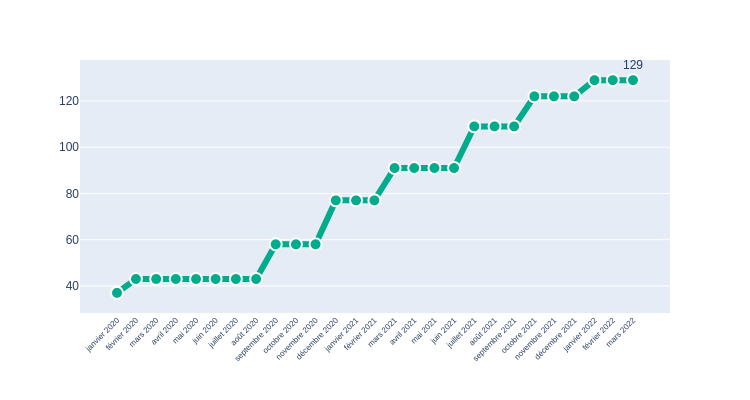 129
120
100
80
60
40
janvier 2020
février 2020
mars 2020
avril 2020
mai 2020
juin 2020
juillet 2020
août 2020
septembre 2020
octobre 2020
novembre 2020
décembre 2020
janvier 2021
février 2021
mars 2021
avril 2021
mai 2021
juin 2021
juillet 2021
août 2021
septembre 2021
octobre 2021
novembre 2021
décembre 2021
janvier 2022
février 2022
mars 2022